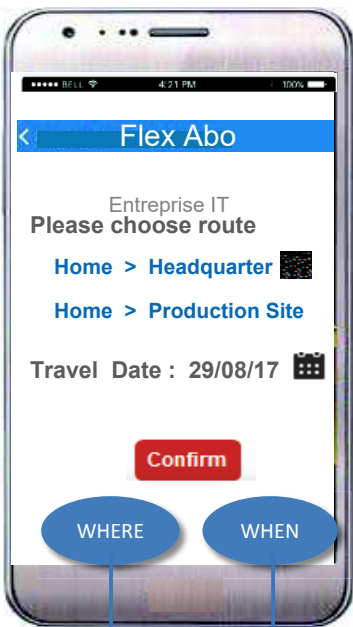 BELL 4:21 PM 100%
< Flex Abo
Entreprise IT
Please choose route
Home > Headquarter
Home > Production Site
Travel Date : 29/08/17
Confirm
WHERE WHEN